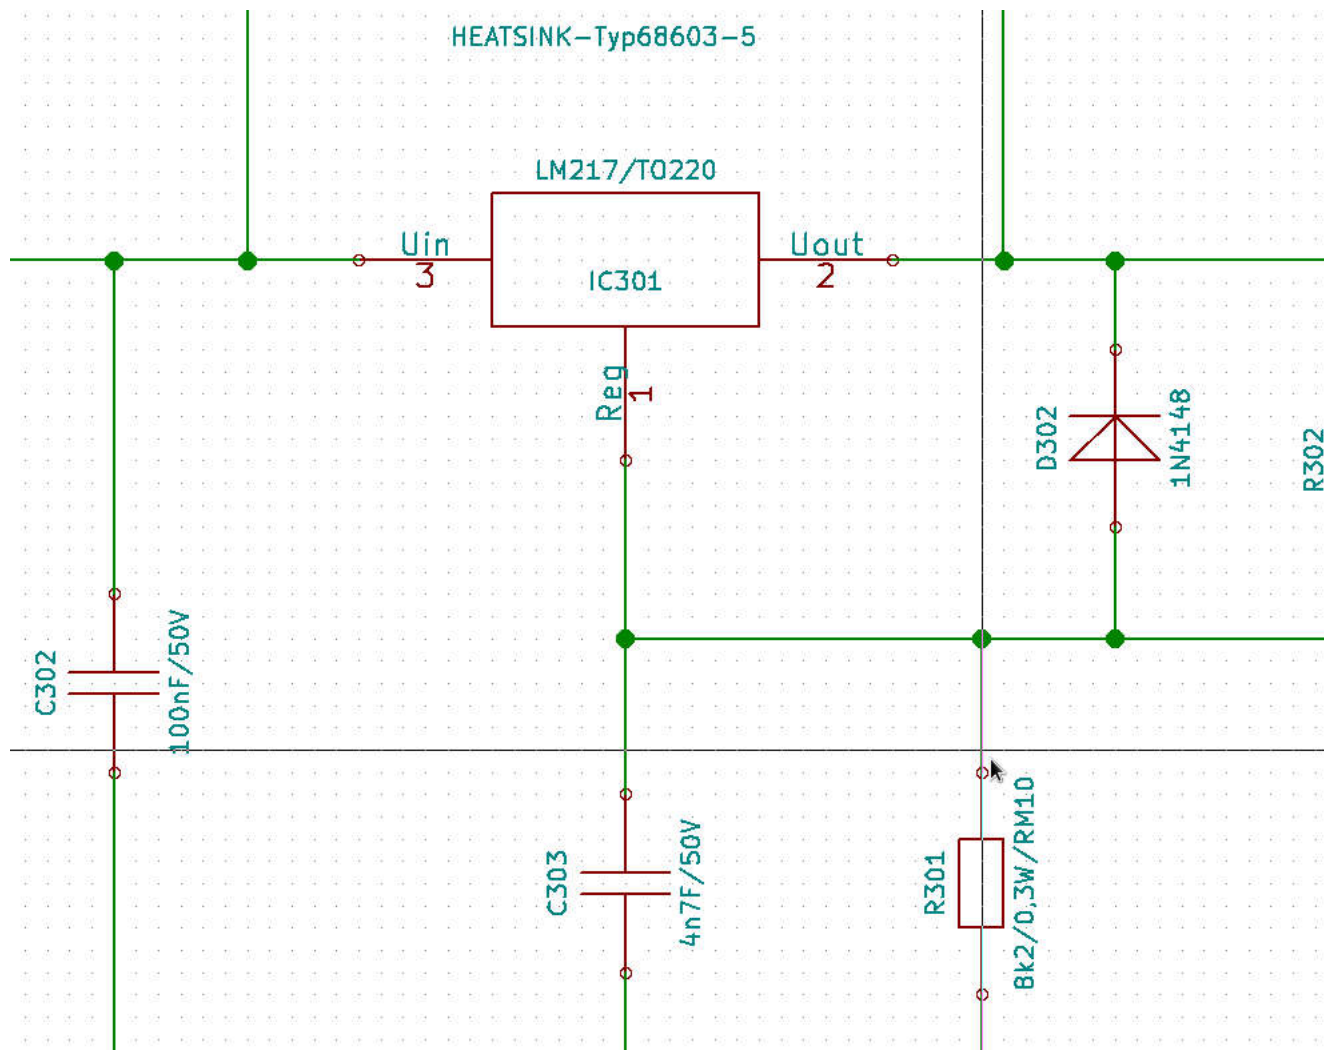 HEATSINK-Typ68603-5
LM217/TO220
Uin
3
IC301
Uout
2
Reg
1
D302
1N4148
R302
C302
100nF/50V
C303
4n7F/50V
R301
8k2/0,3W/RM10